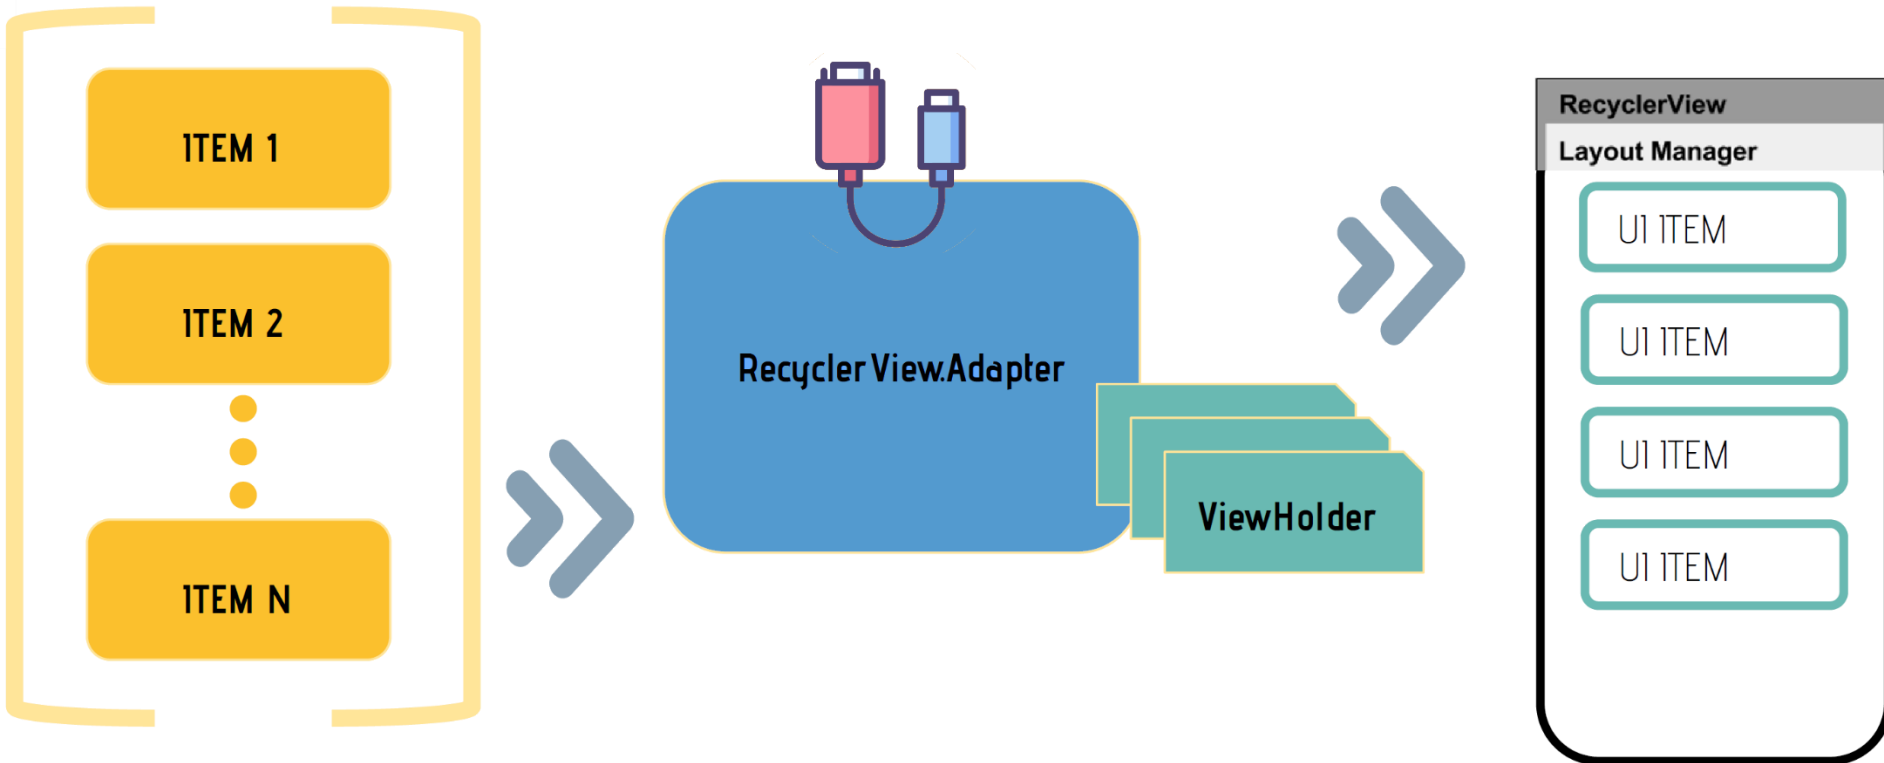 ITEM 1
ITEM 2
ITEM N
RecyclerView.Adapter
ViewHolder
RecyclerView
Layout Manager
UI ITEM
UI ITEM
UI ITEM
UI ITEM